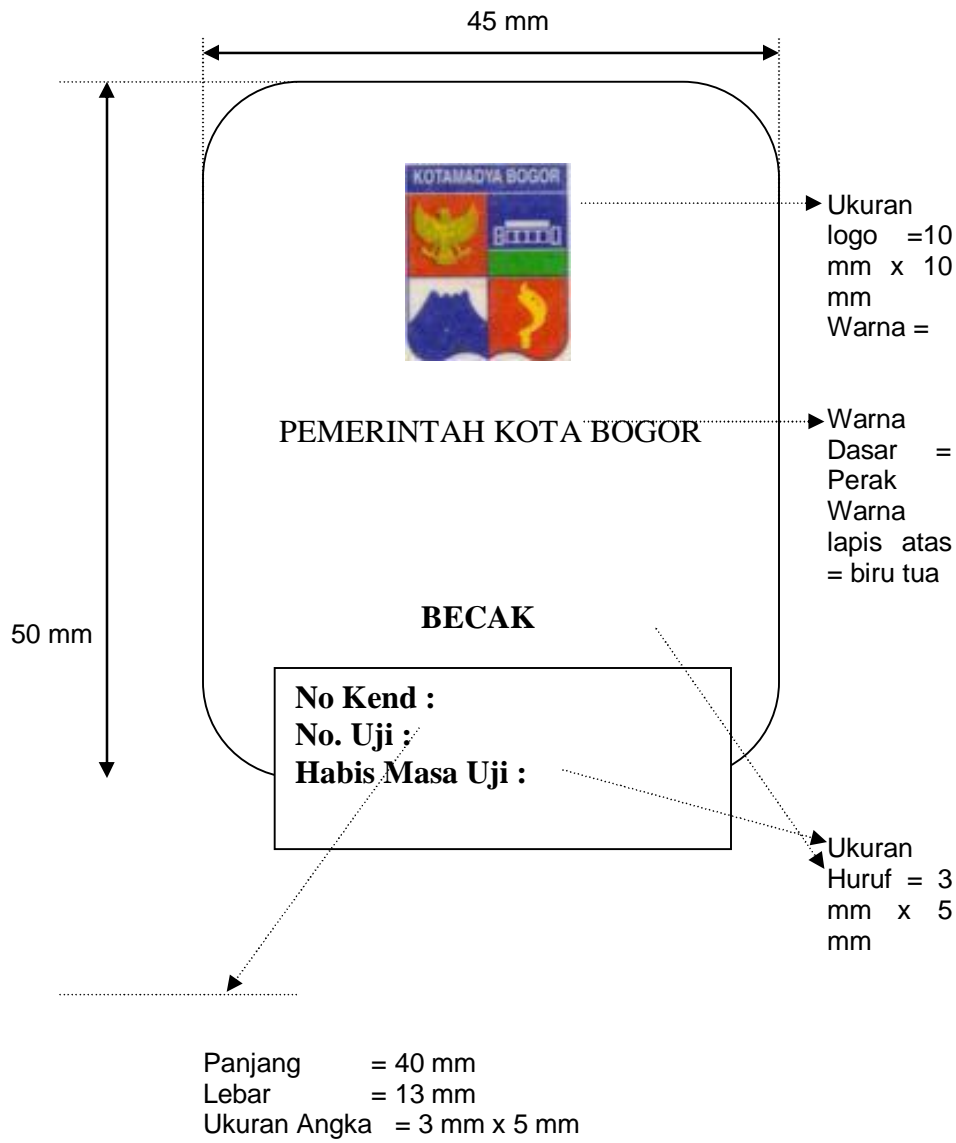 45 mm
KOTAMADYA BOGOR
Ukuran
logo =10
mm x 10
mm
Warna =
PEMERINTAH KOTA BOGOR
Warna
Dasar =
Perak
Warna
lapis atas
= biru tua
BECAK
50 mm
No Kend :
No. Uji :
Habis Masa Uji :
Ukuran
Huruf = 3
mm x 5
mm
Panjang = 40 mm
Lebar = 13 mm
Ukuran Angka = 3 mm x 5 mm